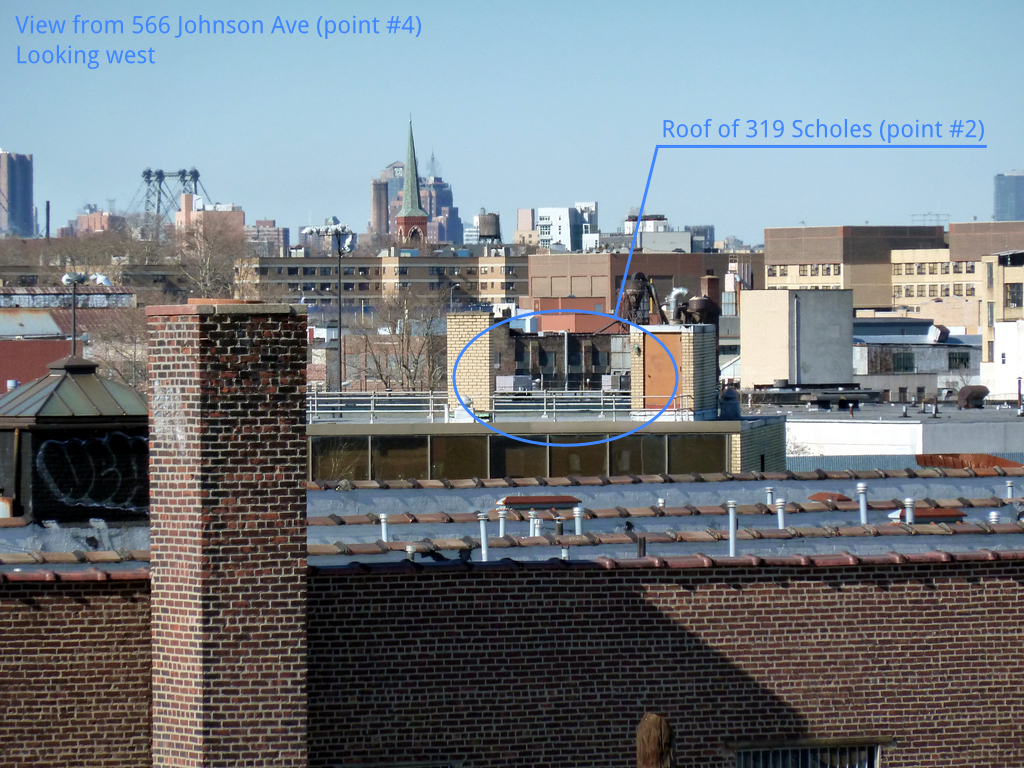 View from 566 Johnson Ave (point #4)
Looking west
Roof of 319 Scholes (point #2)